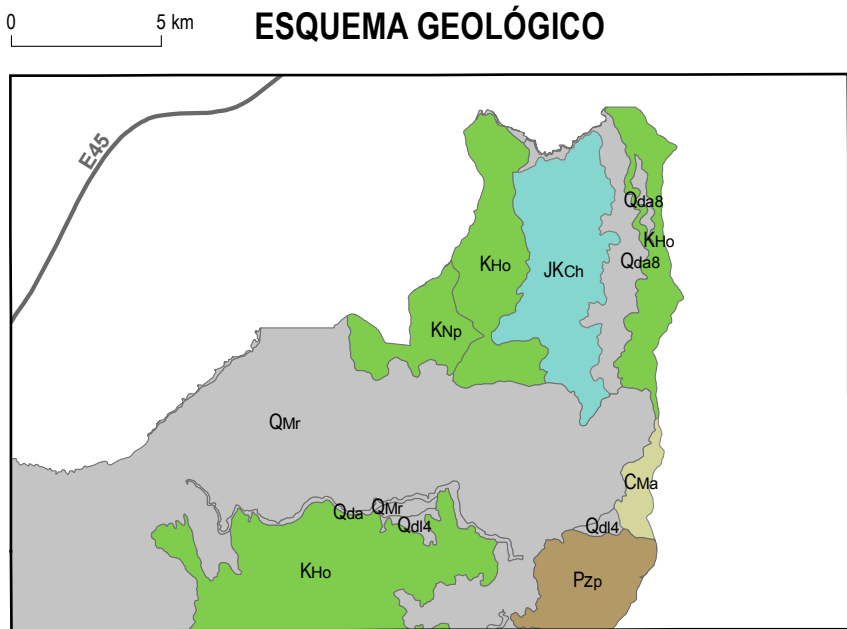 0 5 km
ESQUEMA GEOLÓGICO
E45
Qda8
KHo
KHo
JKCh
Qda8
KNp
QMr
CMa
QMr
Qda
Qdl4
Qdl4
KHo
Pzp